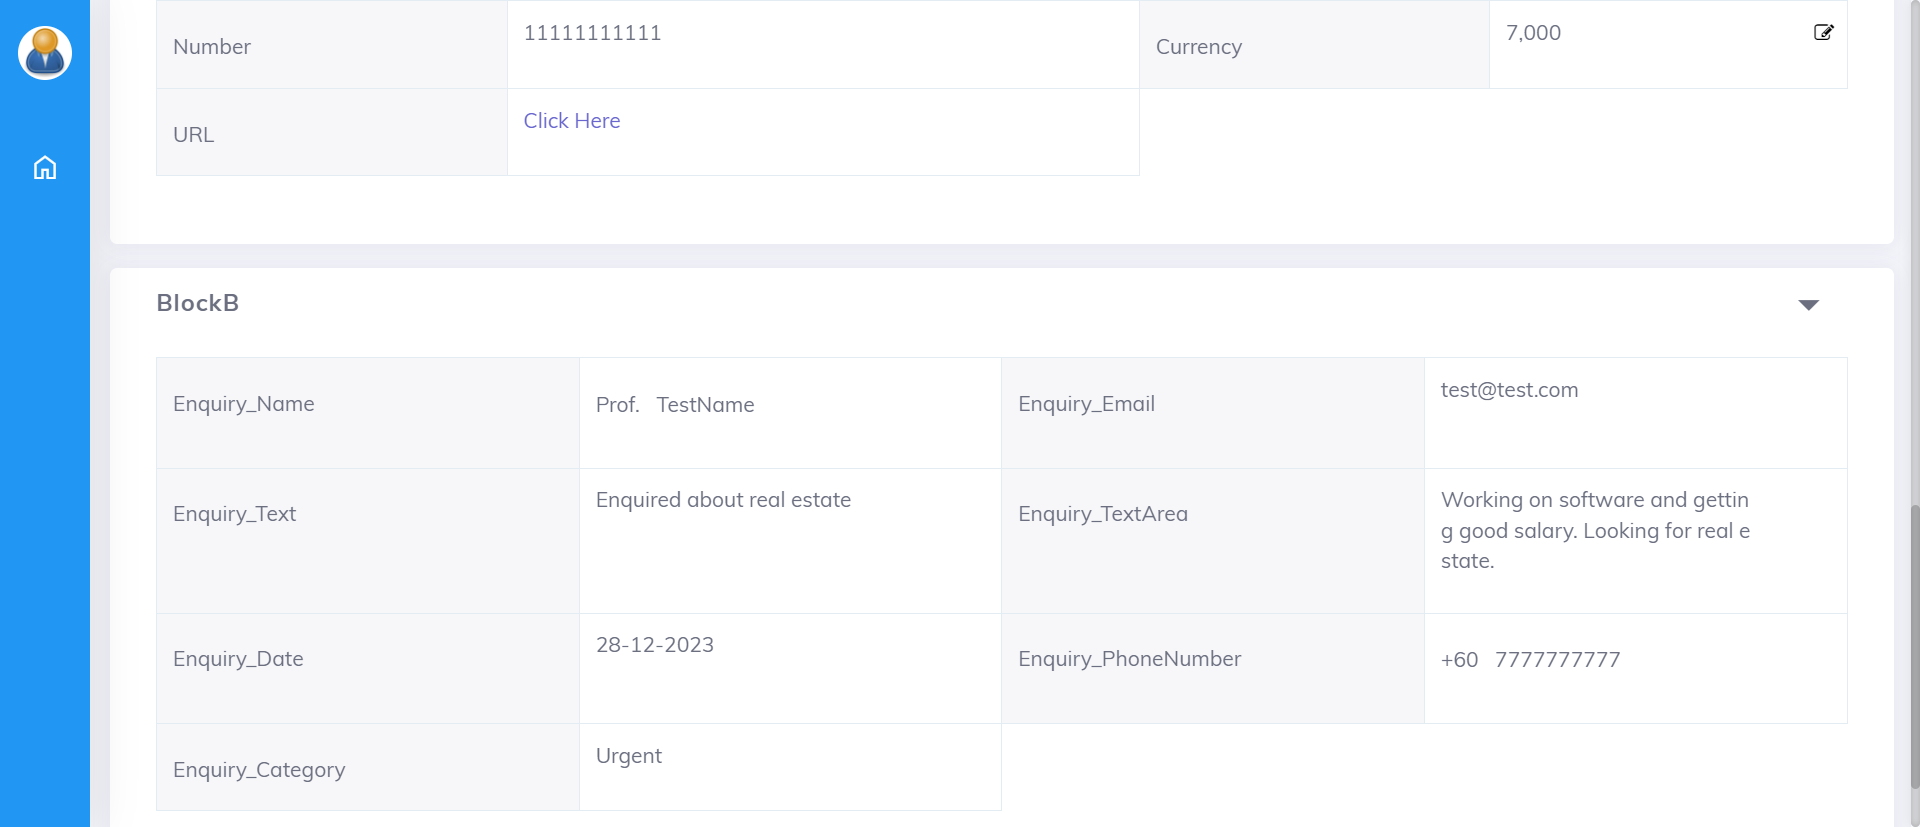 Number
11111111111
Currency
7,000
URL
Click Here
BlockB
Enquiry_Name
Prof. TestName
Enquiry_Email
test@test.com
Enquiry_Text
Enquired about real estate
Enquiry_TextArea
Working on software and gettin
g good salary. Looking for real e
state.
Enquiry_Date
28-12-2023
Enquiry_PhoneNumber
+60 7777777777
Enquiry_Category
Urgent